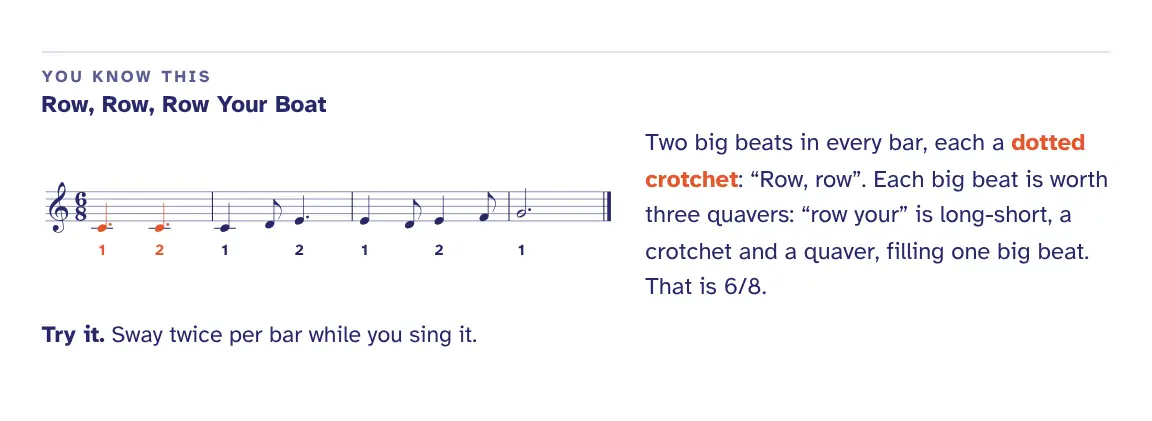 YOU KNOW THIS
Row, Row, Row Your Boat
6
8
1 2 1 2 1 2 1
Two big beats in every bar, each a dotted
crotchet: “Row, row”. Each big beat is worth
three quavers: “row your” is long-short, a
crotchet and a quaver, filling one big beat.
That is 6/8.
Try it. Sway twice per bar while you sing it.